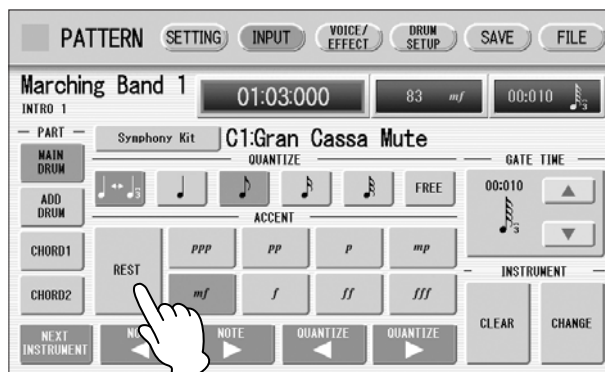 PATTERN SETTING INPUT VOICE/ EFFECT DRUM SETUP SAVE FILE
Marching Band 1 01:03:000 83 mf 00:010
INTRO 1
PART Symphony Kit C1:Gran Cassa Mute
MAIN DRUM QUANTIZE GATE TIME
3 FREE 00:010
ADD DRUM ACCENT
CHORD1 REST ppp pp p mp
INSTRUMENT
CHORD2 mf f ff fff CLEAR CHANGE
NEXT INSTRUMENT NOTE QUANTIZE QUANTIZE